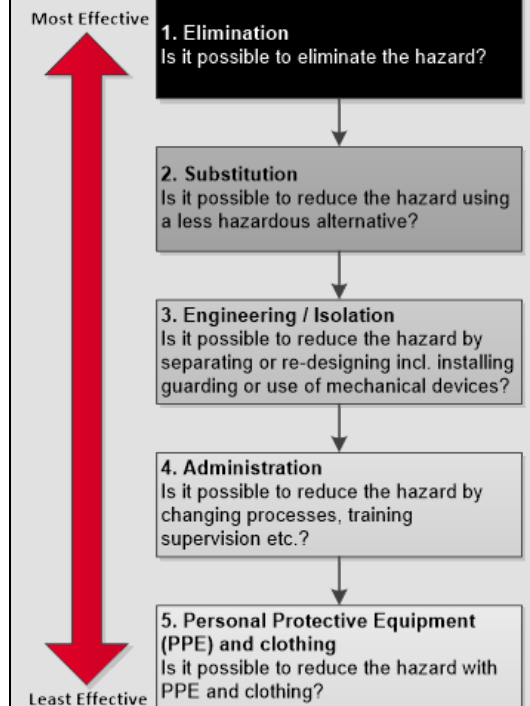 Most Effective
1. Elimination
Is it possible to eliminate the hazard?
2. Substitution
Is it possible to reduce the hazard using
a less hazardous alternative?
3. Engineering / Isolation
Is it possible to reduce the hazard by
separating or re-designing incl. installing
guarding or use of mechanical devices?
4. Administration
Is it possible to reduce the hazard by
changing processes, training
supervision etc.?
5. Personal Protective Equipment
(PPE) and clothing
Is it possible to reduce the hazard with
PPE and clothing?
Least Effective